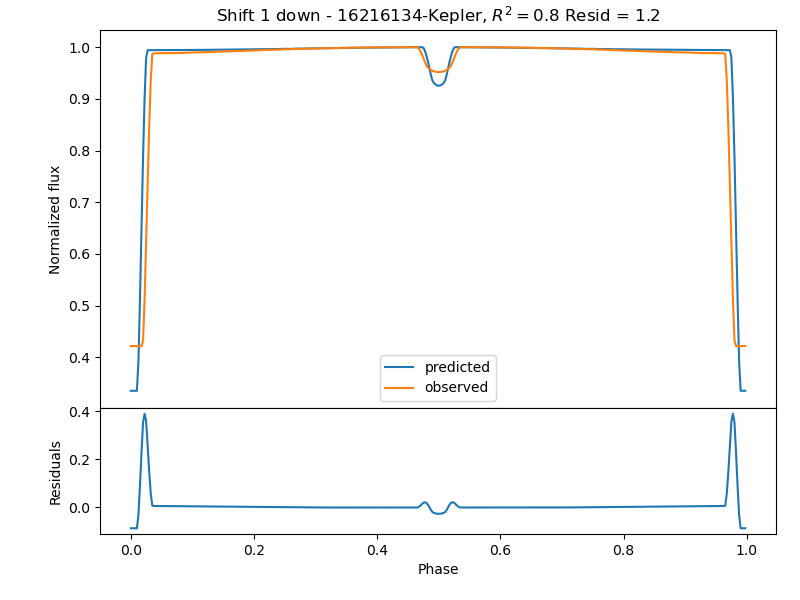 Shift 1 down - 16216134-Kepler, R² = 0.8 Resid = 1.2
Normalized flux
1.0
0.9
0.8
0.7
0.6
0.5
0.4
predicted
observed
Residuals
0.4
0.2
0.0
0.0 0.2 0.4 0.6 0.8 1.0
Phase